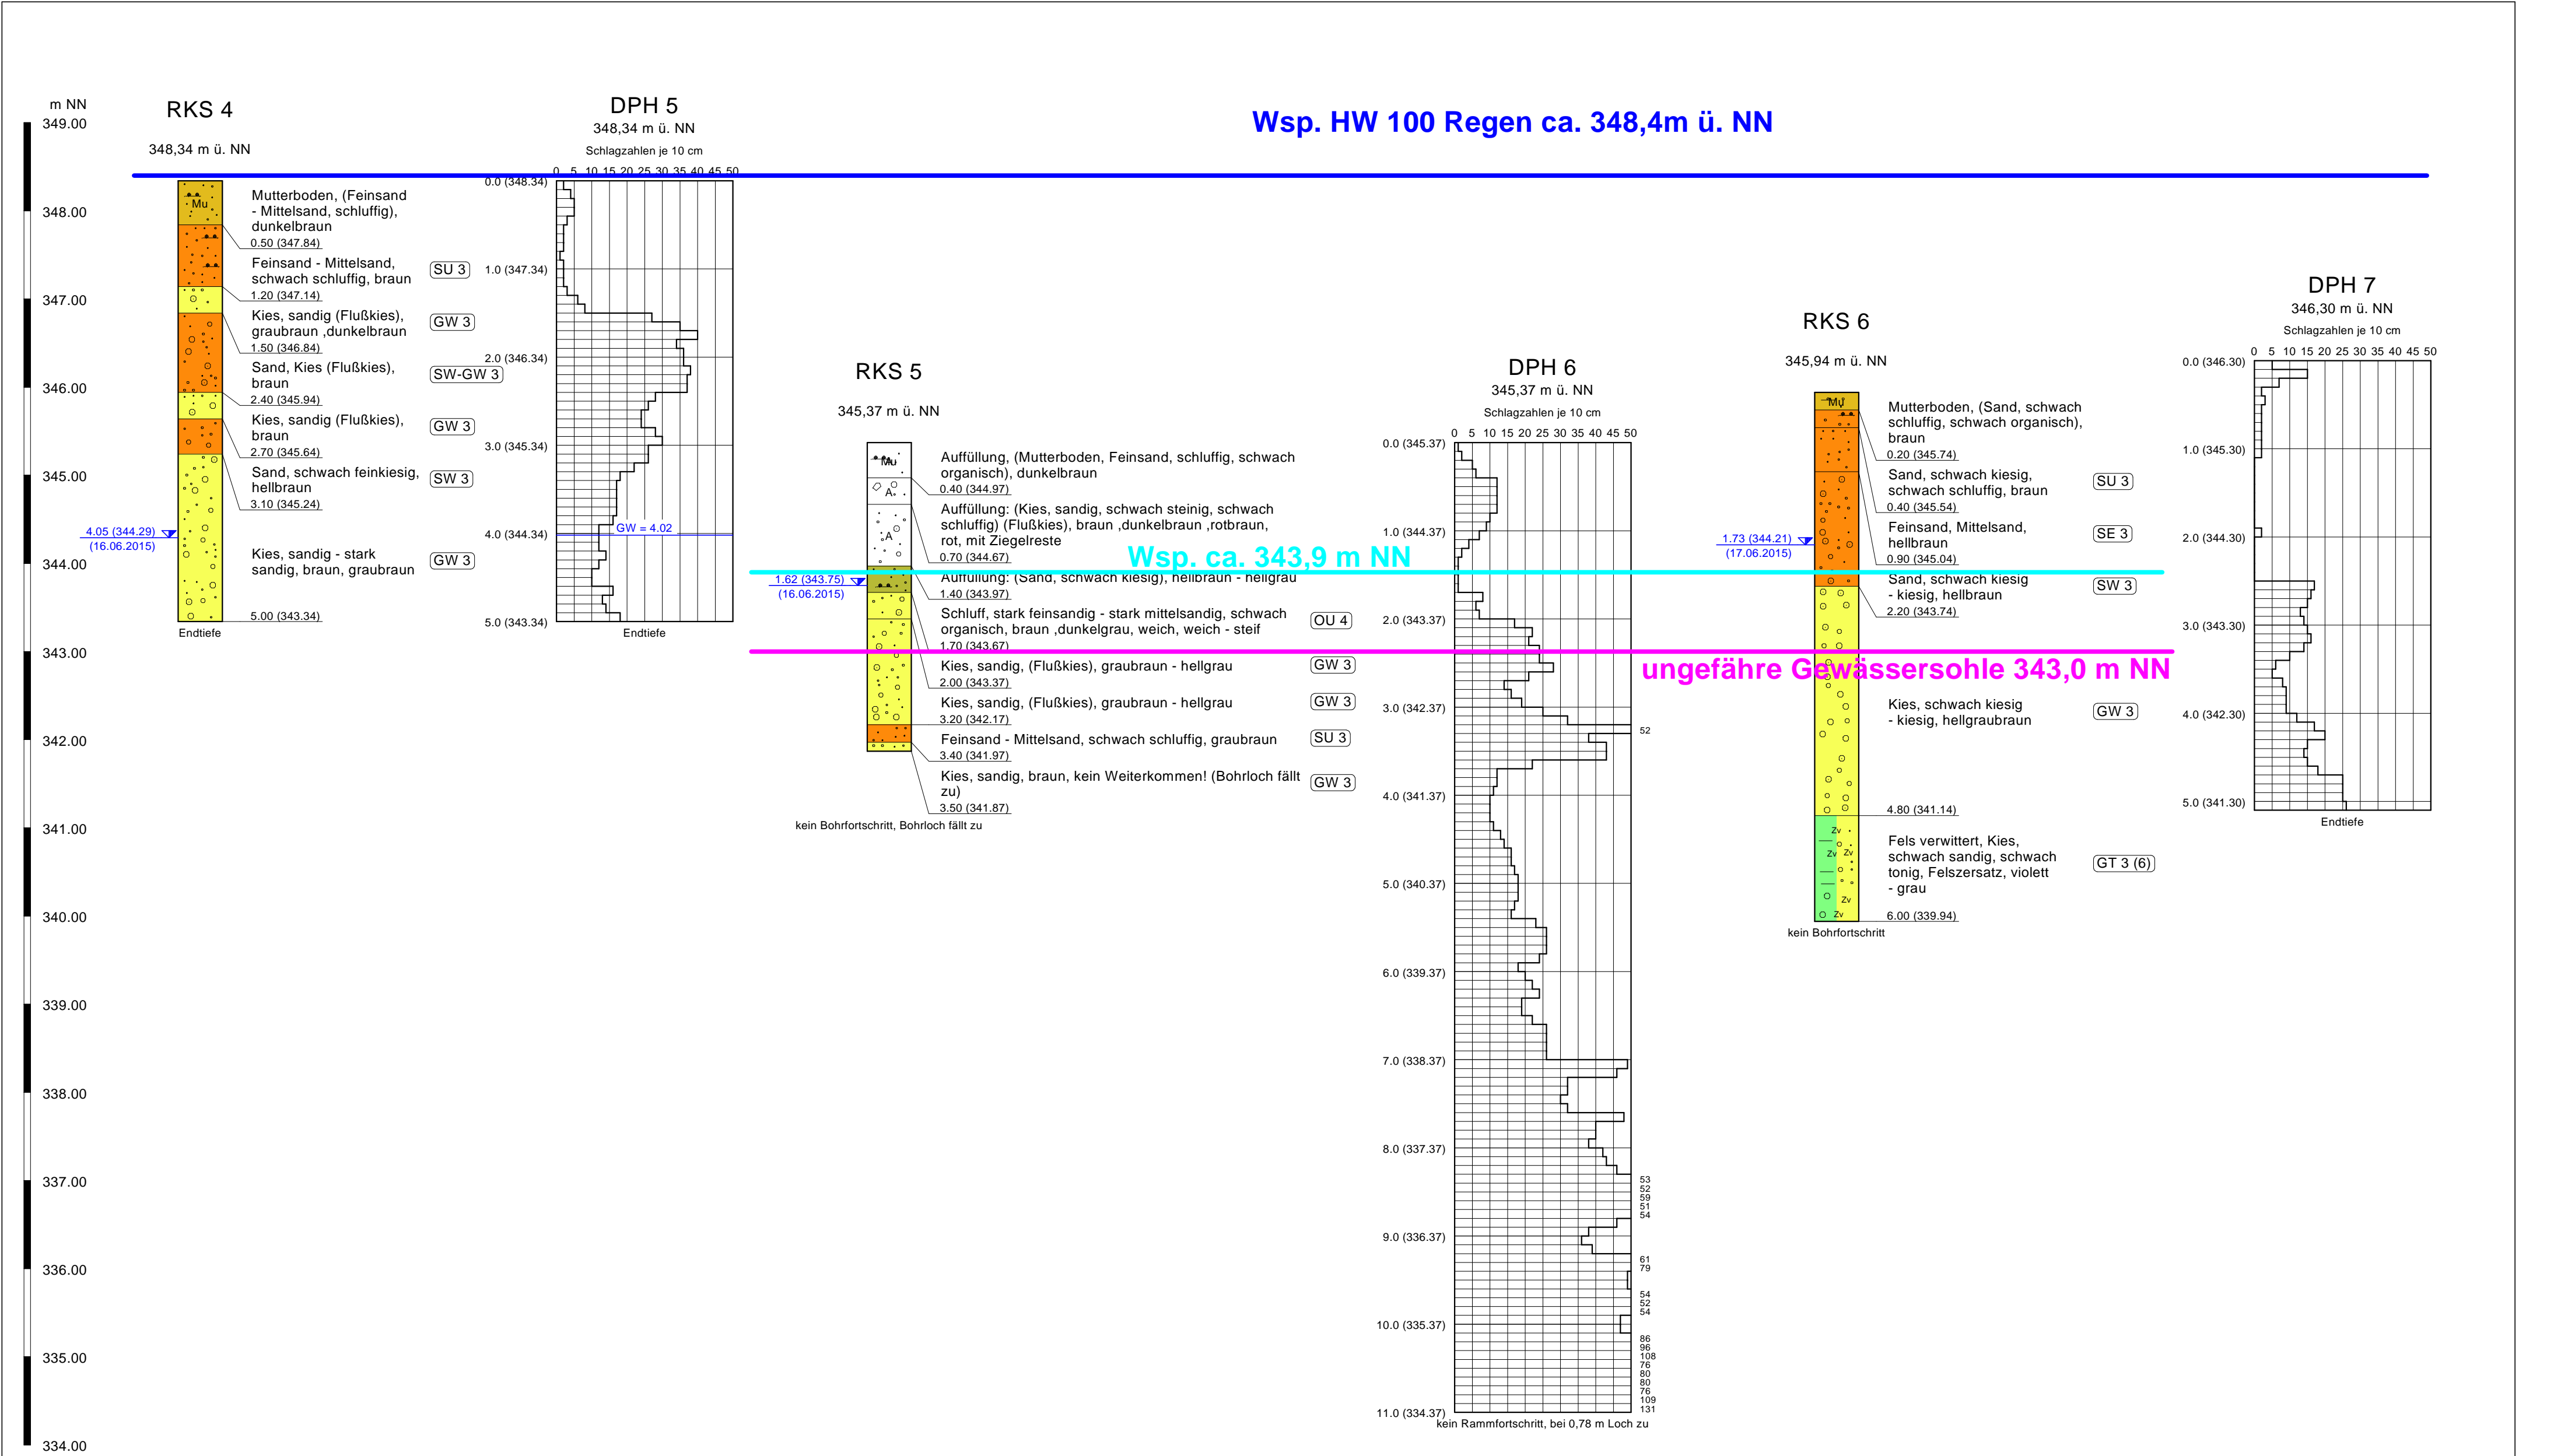 Wsp. HW 100 Regen ca. 348,4m ü. NN
m NN
349.00
348.00
347.00
346.00
345.00
344.00
343.00
342.00
341.00
340.00
339.00
338.00
337.00
336.00
335.00
334.00
RKS 4
348,34 m ü. NN
Mu
Mutterboden, (Feinsand
- Mittelsand, schluffig),
dunkelbraun
0.50 (347.84)
Feinsand - Mittelsand,
schwach schluffig, braun
SU 3
1.20 (347.14)
Kies, sandig (Flußkies),
graubraun ,dunkelbraun
GW 3
1.50 (346.84)
Sand, Kies (Flußkies),
braun
SW-GW 3
2.40 (345.94)
Kies, sandig (Flußkies),
braun
GW 3
2.70 (345.64)
Sand, schwach feinkiesig,
hellbraun
SW 3
3.10 (345.24)
4.05 (344.29)
(16.06.2015)
Kies, sandig - stark
sandig, braun, graubraun
GW 3
5.00 (343.34)
Endtiefe
DPH 5
348,34 m ü. NN
Schlagzahlen je 10 cm
0 5 10 15 20 25 30 35 40 45 50
0.0 (348.34)
1.0 (347.34)
2.0 (346.34)
3.0 (345.34)
4.0 (344.34)
GW = 4.02
5.0 (343.34)
Endtiefe
RKS 5
345,37 m ü. NN
Mu
Auffüllung, (Mutterboden, Feinsand, schluffig, schwach
organisch), dunkelbraun
0.40 (344.97)
A
Auffüllung: (Kies, sandig, schwach steinig, schwach
schluffig) (Flußkies), braun ,dunkelbraun ,rotbraun,
rot, mit Ziegelreste
0.70 (344.67)
A
Wsp. ca. 343,9 m NN
Auffüllung: (Sand, schwach kiesig), hellbraun - hellgrau
1.40 (343.97)
1.62 (343.75)
(16.06.2015)
Schluff, stark feinsandig - stark mittelsandig, schwach
organisch, braun ,dunkelgrau, weich, weich - steif
OU 4
1.70 (343.67)
Kies, sandig, (Flußkies), graubraun - hellgrau
GW 3
2.00 (343.37)
Kies, sandig, (Flußkies), graubraun - hellgrau
GW 3
3.20 (342.17)
Feinsand - Mittelsand, schwach schluffig, graubraun
SU 3
3.40 (341.97)
Kies, sandig, braun, kein Weiterkommen! (Bohrloch fällt
zu)
GW 3
3.50 (341.87)
kein Bohrfortschritt, Bohrloch fällt zu
DPH 6
345,37 m ü. NN
Schlagzahlen je 10 cm
0 5 10 15 20 25 30 35 40 45 50
0.0 (345.37)
1.0 (344.37)
2.0 (343.37)
3.0 (342.37)
52
4.0 (341.37)
5.0 (340.37)
6.0 (339.37)
7.0 (338.37)
8.0 (337.37)
53
52
59
51
54
9.0 (336.37)
61
79
54
52
54
10.0 (335.37)
86
96
108
76
80
80
76
109
131
11.0 (334.37)
kein Rammfortschritt, bei 0,78 m Loch zu
RKS 6
345,94 m ü. NN
Mu
Mutterboden, (Sand, schwach
schluffig, schwach organisch),
braun
0.20 (345.74)
Sand, schwach kiesig,
schwach schluffig, braun
SU 3
0.40 (345.54)
Feinsand, Mittelsand,
hellbraun
SE 3
0.90 (345.04)
1.73 (344.21)
(17.06.2015)
Sand, schwach kiesig
- kiesig, hellbraun
SW 3
2.20 (343.74)
ungefähre Gewässersohle 343,0 m NN
Kies, schwach kiesig
- kiesig, hellgraubraun
GW 3
4.80 (341.14)
Zv
Zv Zv
Zv
Zv
Fels verwittert, Kies,
schwach sandig, schwach
tonig, Felszersatz, violett
- grau
GT 3 (6)
6.00 (339.94)
kein Bohrfortschritt
DPH 7
346,30 m ü. NN
Schlagzahlen je 10 cm
0 5 10 15 20 25 30 35 40 45 50
0.0 (346.30)
1.0 (345.30)
2.0 (344.30)
3.0 (343.30)
4.0 (342.30)
5.0 (341.30)
Endtiefe